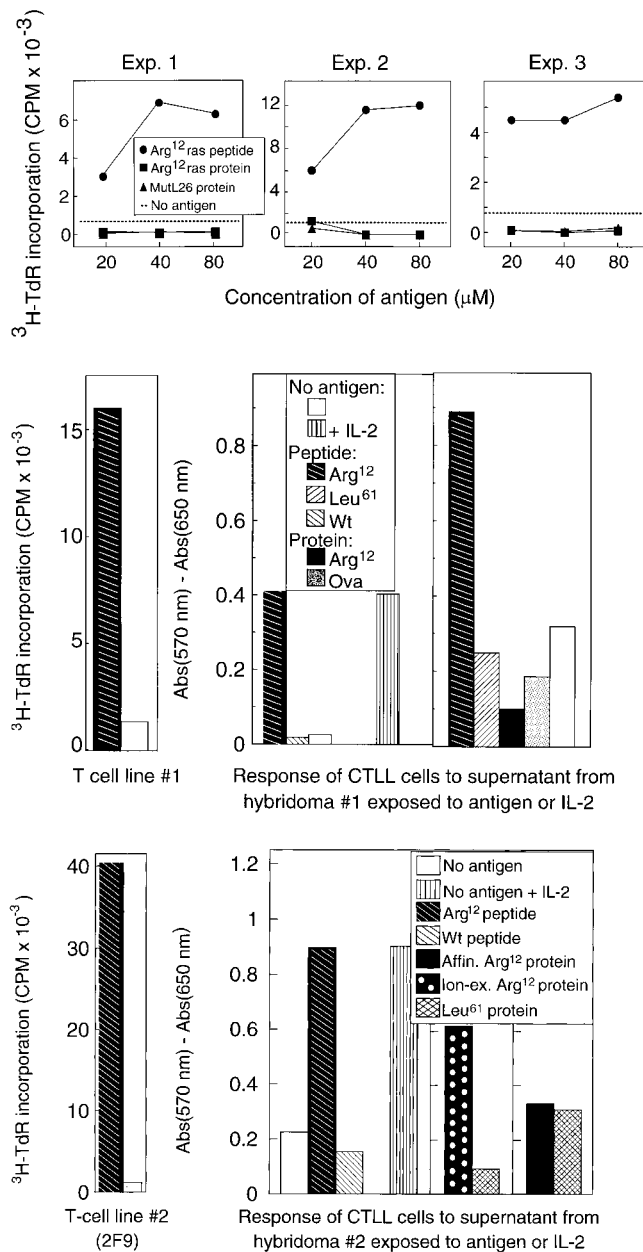 Exp. 1
Exp. 2
Exp. 3
³H-TdR incorporation (CPM x 10⁻³)
6
4
2
0
Arg¹² ras peptide
Arg¹² ras protein
MutL26 protein
No antigen
20
40
80
12
8
4
0
20
40
80
6
4
2
0
20
40
80
Concentration of antigen (μM)
³H-TdR incorporation (CPM x 10⁻³)
15
10
5
0
T cell line #1
Abs(570 nm) - Abs(650 nm)
0.8
0.6
0.4
0.2
0
No antigen:
+ IL-2
Peptide:
Arg¹²
Leu⁶¹
Wt
Protein:
Arg¹²
Ova
Response of CTLL cells to supernatant from
hybridoma #1 exposed to antigen or IL-2
³H-TdR incorporation (CPM x 10⁻³)
40
30
20
10
0
T-cell line #2
(2F9)
Abs(570 nm) - Abs(650 nm)
1.2
1
0.8
0.6
0.4
0.2
0
No antigen
No antigen + IL-2
Arg¹² peptide
Wt peptide
Affin. Arg¹² protein
Ion-ex. Arg¹² protein
Leu⁶¹ protein
Response of CTLL cells to supernatant from
hybridoma #2 exposed to antigen or IL-2